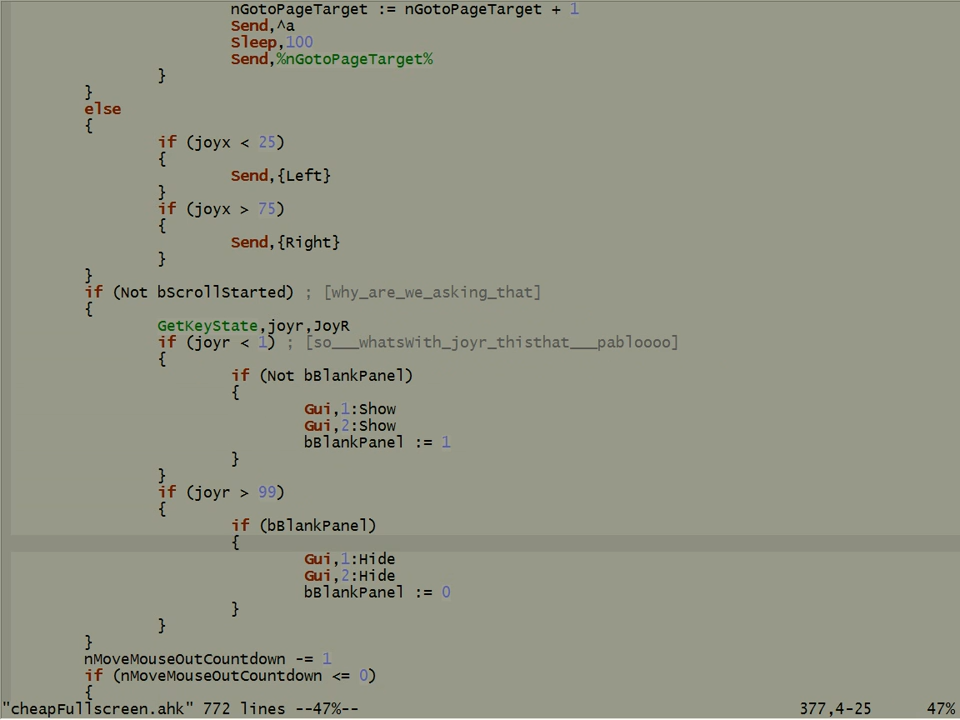 nGotoPageTarget := nGotoPageTarget + 1
Send,^a
Sleep,100
Send,%nGotoPageTarget%
}
}
else
{
if (joyx < 25)
{
Send,{Left}
}
if (joyx > 75)
{
Send,{Right}
}
}
if (Not bScrollStarted) ; [why_are_we_asking_that]
{
GetKeyState,joyr,JoyR
if (joyr < 1) ; [so___whatsWith_joyr_thisthat___pabloooo]
{
if (Not bBlankPanel)
{
Gui,1:Show
Gui,2:Show
bBlankPanel := 1
}
}
if (joyr > 99)
{
if (bBlankPanel)
{
Gui,1:Hide
Gui,2:Hide
bBlankPanel := 0
}
}
}
nMoveMouseOutCountdown -= 1
if (nMoveMouseOutCountdown <= 0)
{
"cheapFullscreen.ahk" 772 lines --47%-- 377,4-25 47%